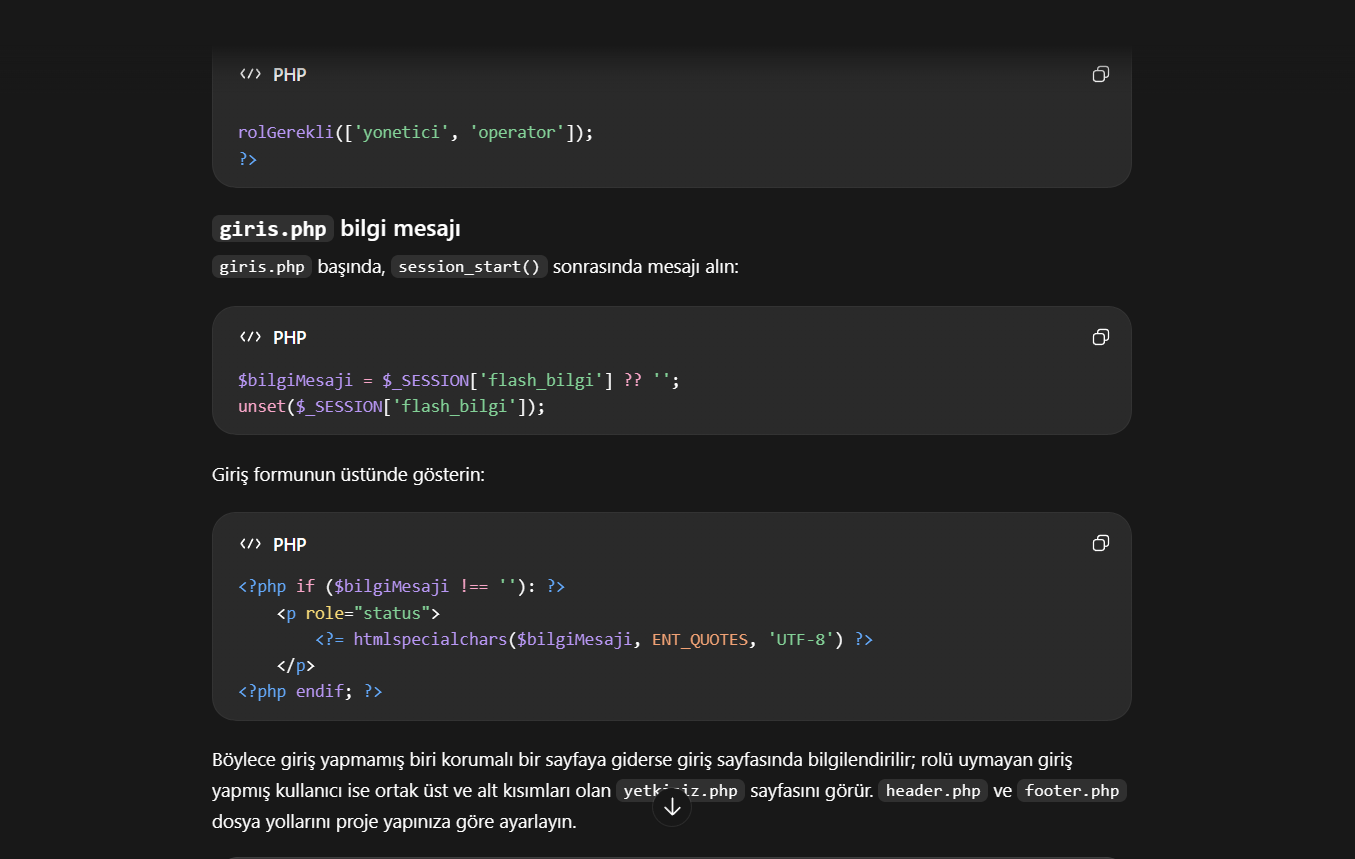 PHP
rolGerekli(['yonetici', 'operator']);
?>
giris.php bilgi mesajı
giris.php başında, session_start() sonrasında mesajı alın:
PHP
$bilgiMesaji = $_SESSION['flash_bilgi'] ?? '';
unset($_SESSION['flash_bilgi']);
Giriş formunun üstünde gösterin:
PHP
<?php if ($bilgiMesaji !== ''): ?>
    <p role="status">
        <?= htmlspecialchars($bilgiMesaji, ENT_QUOTES, 'UTF-8') ?>
    </p>
<?php endif; ?>
Böylece giriş yapmamış biri korumalı bir sayfaya giderse giriş sayfasında bilgilendirilir; rolü uymayan giriş
yapmış kullanıcı ise ortak üst ve alt kısımları olan yetkisiz.php sayfasını görür. header.php ve footer.php
dosya yollarını proje yapınıza göre ayarlayın.